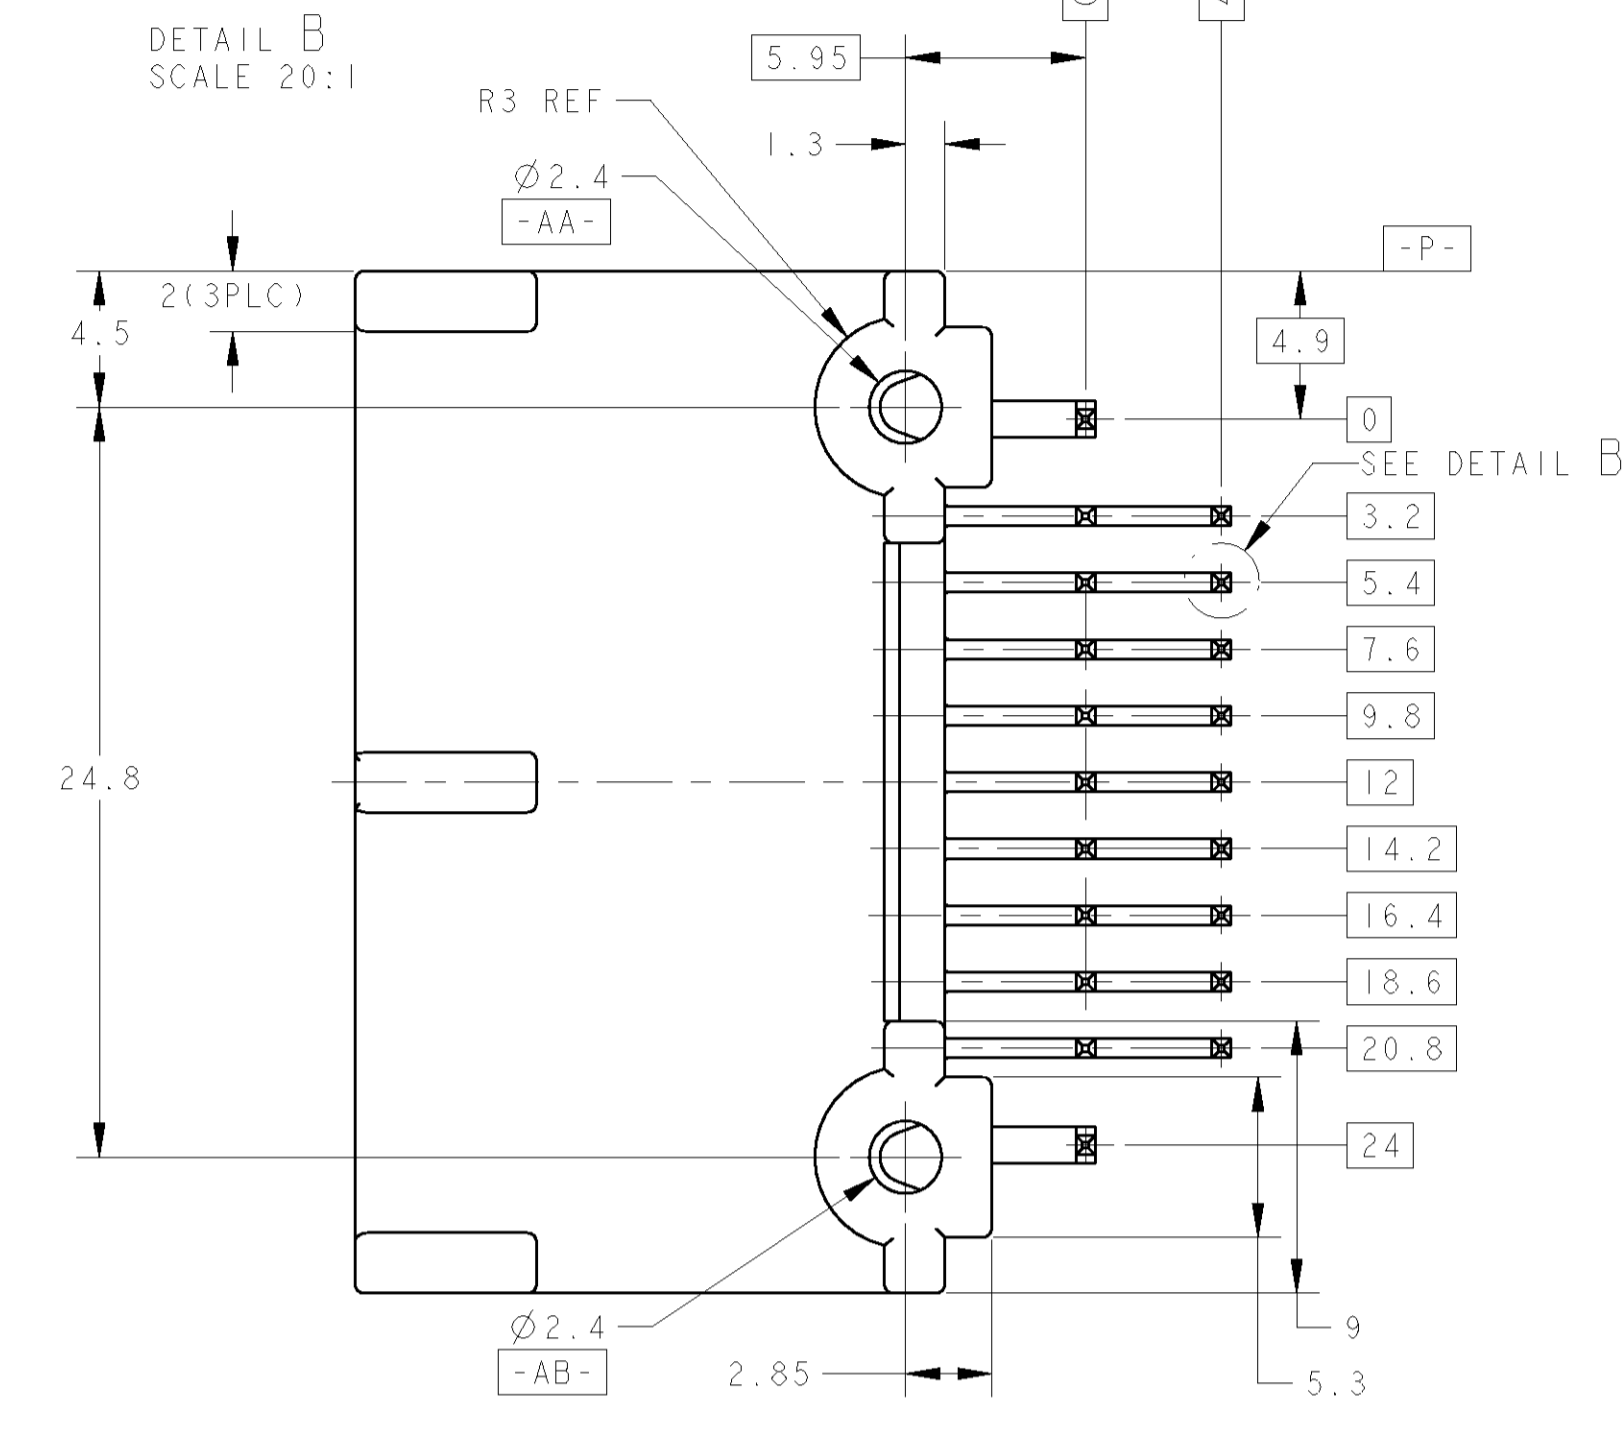 DETAIL B
SCALE 20:1
5.95
R3 REF
1.3
Ø2.4
-AA-
-P-
2(3PLC)
4.5
4.9
0
SEE DETAIL B
3.2
5.4
7.6
9.8
24.8
12
14.2
16.4
18.6
20.8
24
Ø2.4
-AB-
2.85
9
5.3